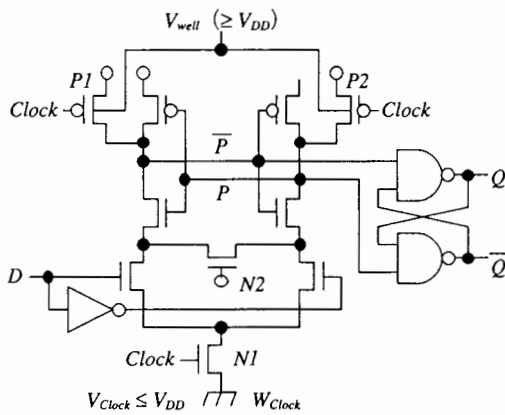 V_well (≥ V_DD)
P1
P2
Clock
Clock
P̅
P
Q
Q̅
D
N2
Clock
N1
V_Clock ≤ V_DD
W_Clock